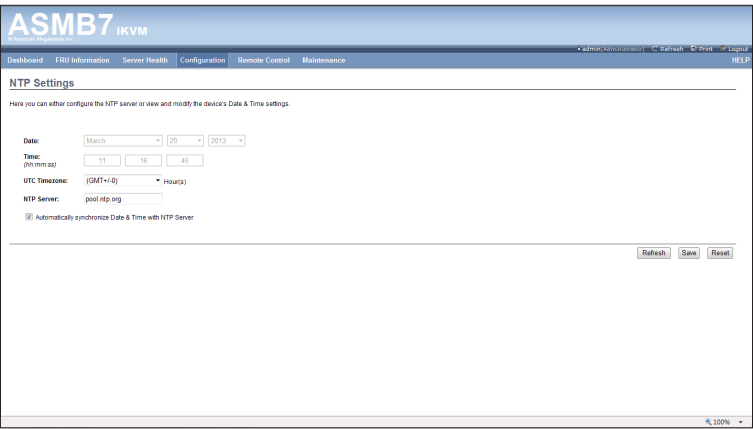 ASMB7 iKVM
© American Megatrends Inc.
admin(Administrator) Refresh Print Logout
Dashboard FRU Information Server Health Configuration Remote Control Maintenance HELP
NTP Settings
Here you can either configure the NTP server or view and modify the device's Date & Time settings.
Date: March 20 2013
Time: 11 16 45
(hh:mm:ss)
UTC Timezone: (GMT+/-0) Hour(s)
NTP Server: pool.ntp.org
Automatically synchronize Date & Time with NTP Server
Refresh Save Reset
100%